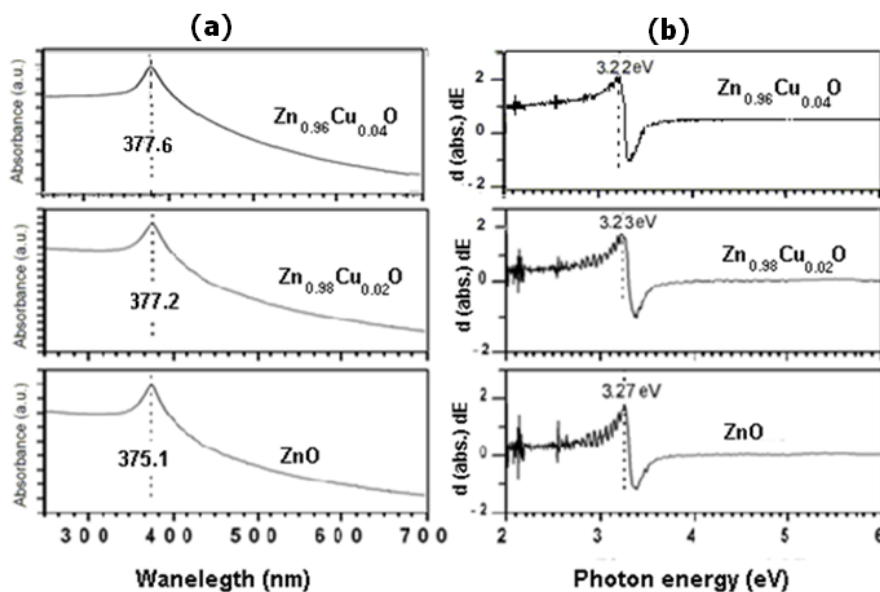 (a)
(b)
Absorbance (a.u.)
377.6
Zn0.96Cu0.04O
Absorbance (a.u.)
377.2
Zn0.98Cu0.02O
Absorbance (a.u.)
375.1
ZnO
300 400 500 600 700
Wanelegth (nm)
d (abs.) dE
2
0
-2
3.22eV
Zn0.96Cu0.04O
d (abs.) dE
2
0
-2
3.23eV
Zn0.98Cu0.02O
d (abs.) dE
2
0
-2
3.27 eV
ZnO
2 3 4 5 6
Photon energy (eV)